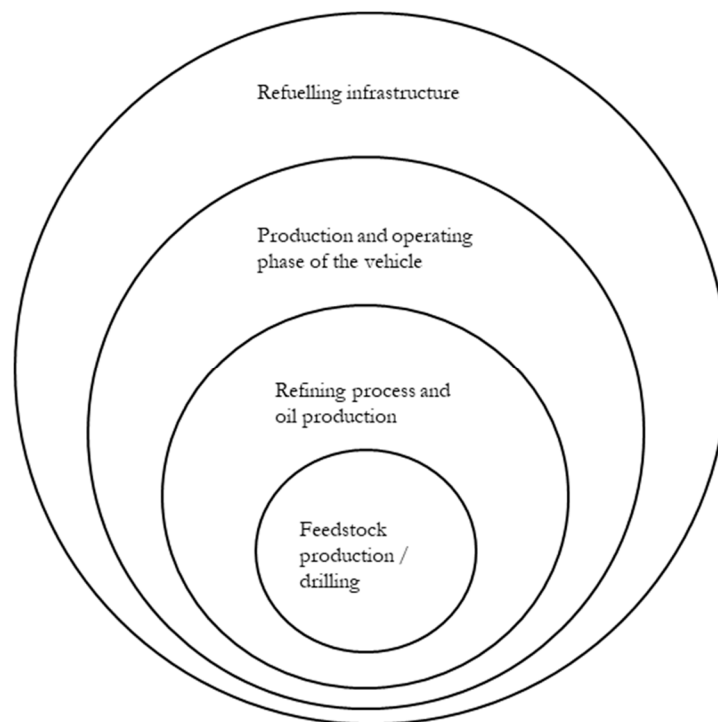 Refuelling infrastructure
Production and operating
phase of the vehicle
Refining process and
oil production
Feedstock
production /
drilling